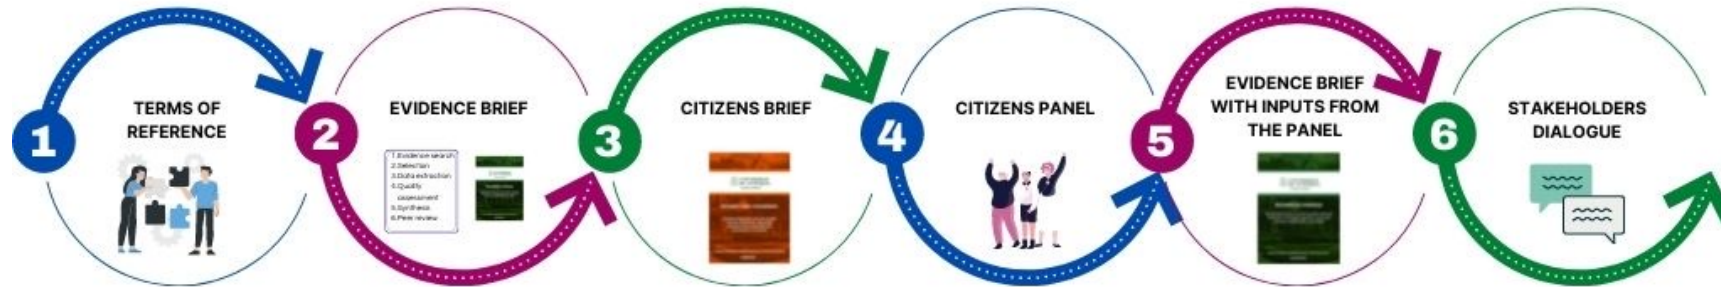 1
TERMS OF
REFERENCE
2
EVIDENCE BRIEF
1.Evidence search
2.Selection
3.Data extraction
4.Quality
assessment
5.Synthesis
6.Peer review
3
CITIZENS BRIEF
4
CITIZENS PANEL
5
EVIDENCE BRIEF
WITH INPUTS FROM
THE PANEL
6
STAKEHOLDERS
DIALOGUE